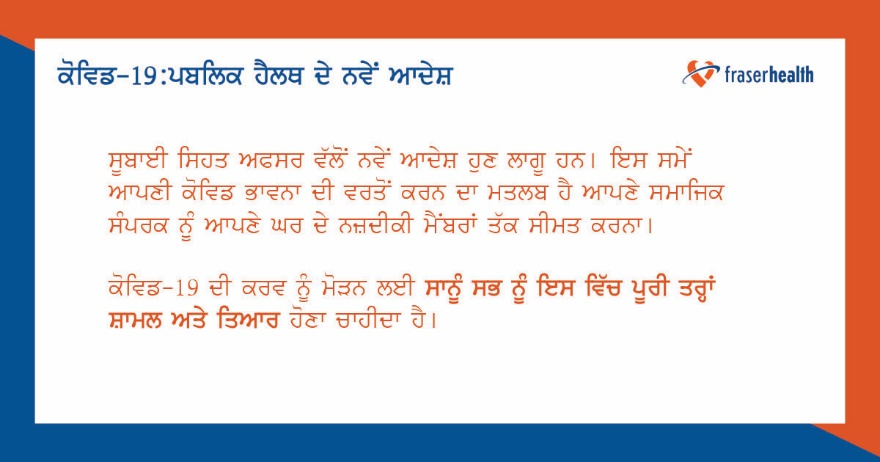 ਕੋਵਿਡ-19:ਪਬਲਿਕ ਹੈਲਥ ਦੇ ਨਵੇਂ ਆਦੇਸ਼
fraserhealth
ਸੂਬਾਈ ਸਿਹਤ ਅਫਸਰ ਵੱਲੋਂ ਨਵੇਂ ਆਦੇਸ਼ ਹੁਣ ਲਾਗੂ ਹਨ। ਇਸ ਸਮੇਂ
ਆਪਣੀ ਕੋਵਿਡ ਭਾਵਨਾ ਦੀ ਵਰਤੋਂ ਕਰਨ ਦਾ ਮਤਲਬ ਹੈ ਆਪਣੇ ਸਮਾਜਿਕ
ਸੰਪਰਕ ਨੂੰ ਆਪਣੇ ਘਰ ਦੇ ਨਜ਼ਦੀਕੀ ਮੈਂਬਰਾਂ ਤੱਕ ਸੀਮਤ ਕਰਨਾ।
ਕੋਵਿਡ-19 ਦੀ ਕਰਵ ਨੂੰ ਮੋੜਨ ਲਈ ਸਾਨੂੰ ਸਭ ਨੂੰ ਇਸ ਵਿੱਚ ਪੂਰੀ ਤਰ੍ਹਾਂ
ਸ਼ਾਮਲ ਅਤੇ ਤਿਆਰ ਹੋਣਾ ਚਾਹੀਦਾ ਹੈ।